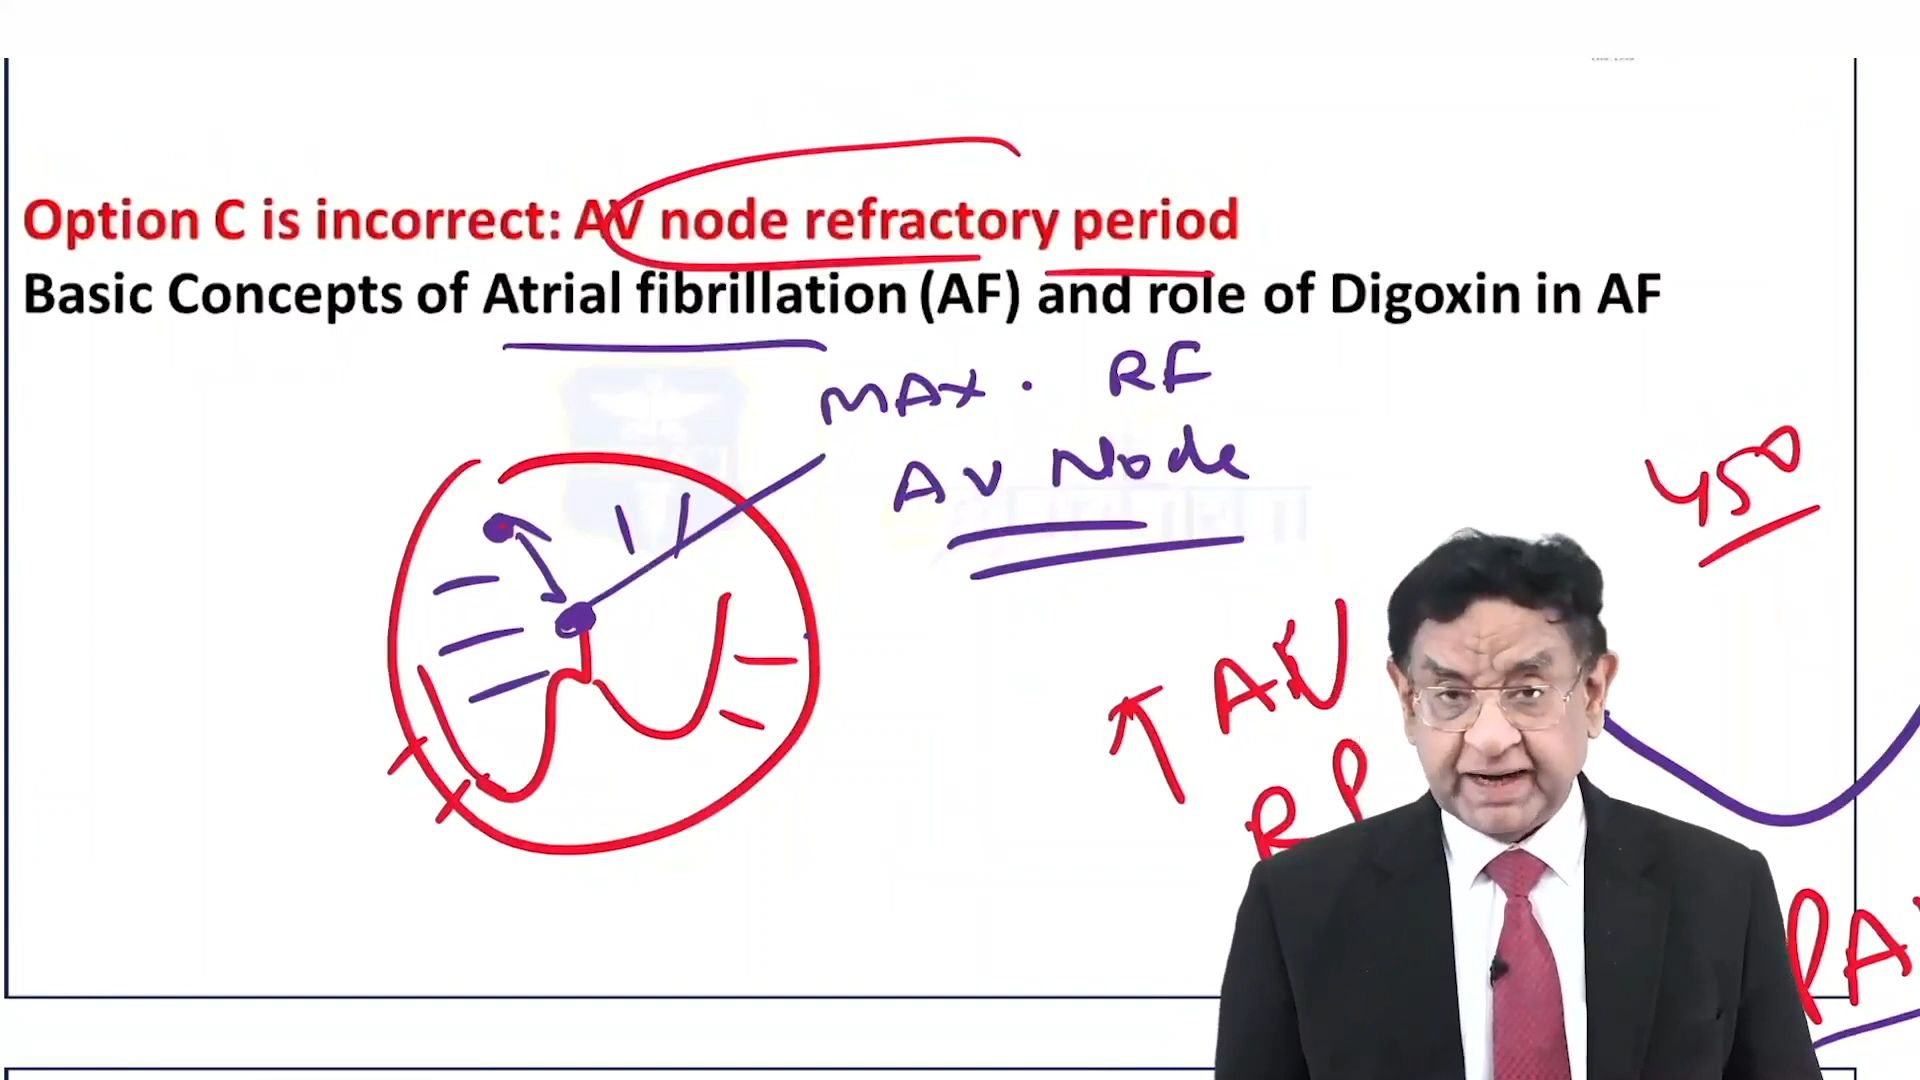 Option C is incorrect: AV node refractory period
Basic Concepts of Atrial fibrillation (AF) and role of Digoxin in AF
MAX. RF
AV Node
450
↑ AV
RP